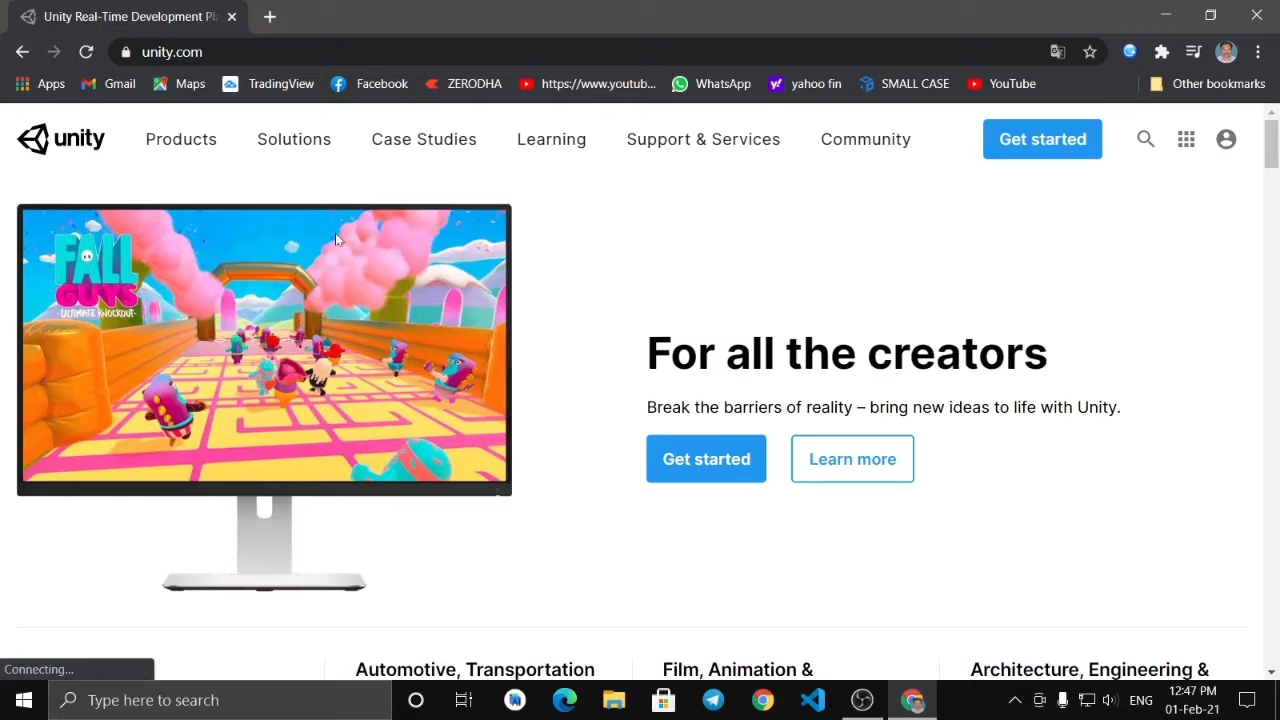 Unity Real-Time Development Pla
unity.com
Apps Gmail Maps TradingView Facebook ZERODHA https://www.youtub... WhatsApp yahoo fin SMALL CASE YouTube Other bookmarks
unity Products Solutions Case Studies Learning Support & Services Community Get started
FALL
GUYS
-ULTIMATE KNOCKOUT-
For all the creators
Break the barriers of reality – bring new ideas to life with Unity.
Get started Learn more
Connecting...
Automotive, Transportation Film, Animation & Architecture, Engineering &
Type here to search ENG 12:47 PM
01-Feb-21